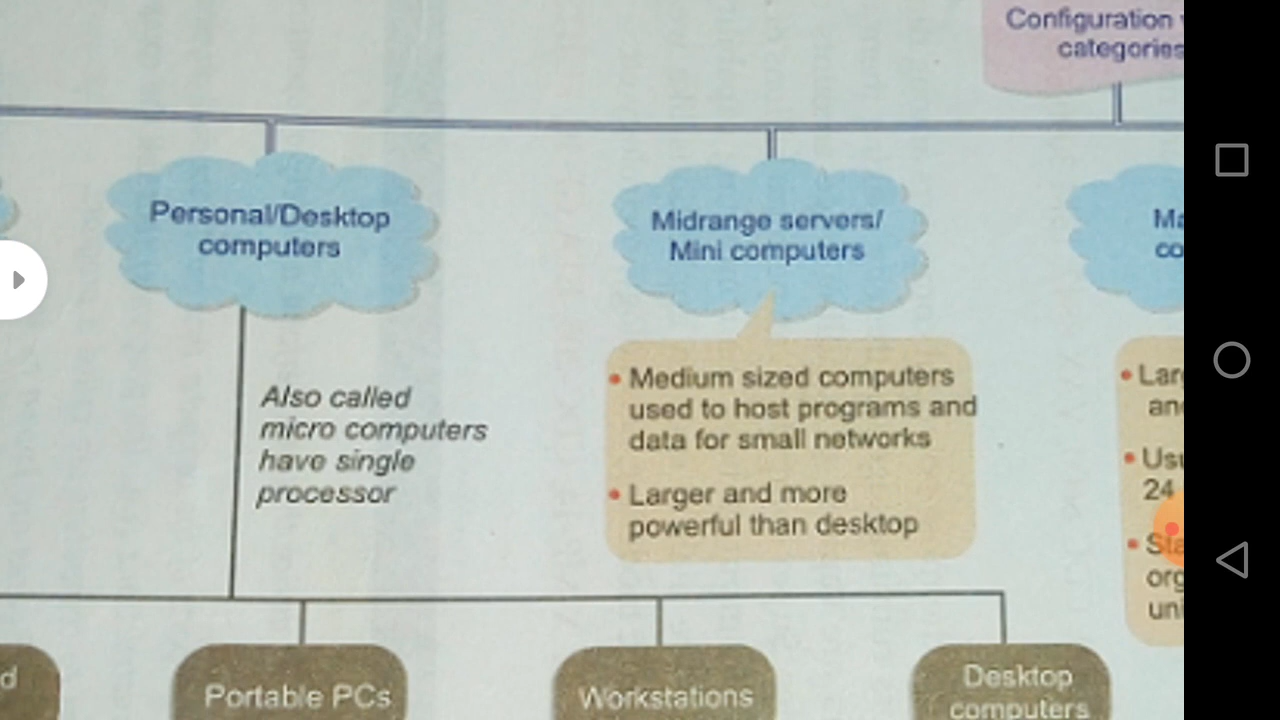 Configuration
categories
Personal/Desktop
computers
Midrange servers/
Mini computers
Also called
micro computers
have single
processor
• Medium sized computers
used to host programs and
data for small networks
• Larger and more
powerful than desktop
24
Portable PCs
Workstations
Desktop
computers